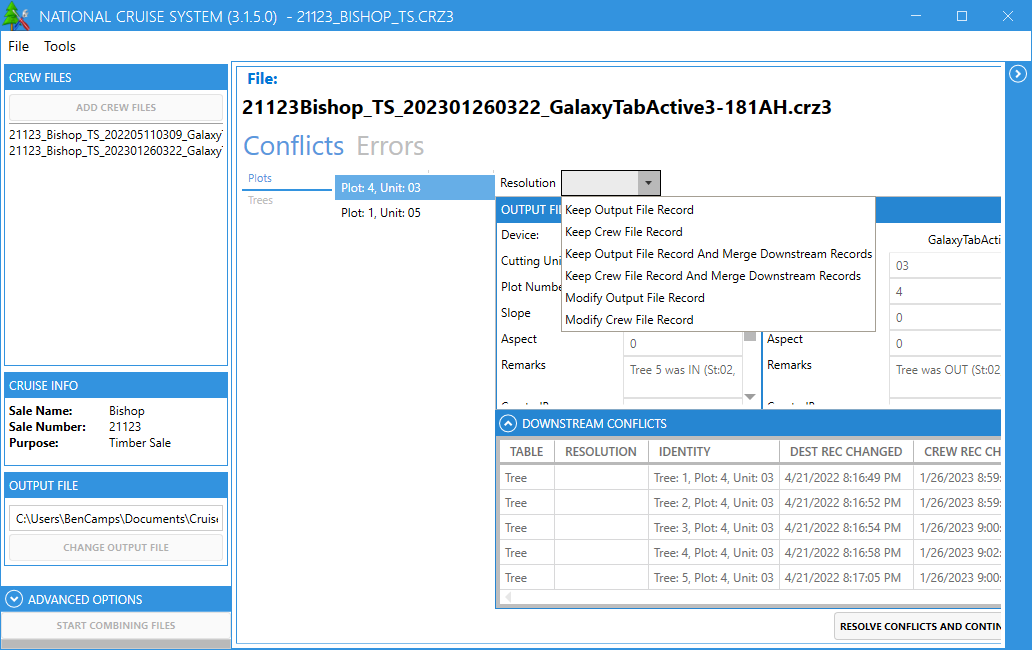 NATIONAL CRUISE SYSTEM (3.1.5.0) - 21123_BISHOP_TS.CRZ3
File Tools
CREW FILES
ADD CREW FILES
21123_Bishop_TS_202205110309_Galaxy
21123_Bishop_TS_202301260322_Galaxy
CRUISE INFO
Sale Name: Bishop
Sale Number: 21123
Purpose: Timber Sale
OUTPUT FILE
C:\Users\BenCamps\Documents\Cruise
CHANGE OUTPUT FILE
ADVANCED OPTIONS
START COMBINING FILES
File:
21123Bishop_TS_202301260322_GalaxyTabActive3-181AH.crz3
Conflicts Errors
Plots
Trees
Plot: 4, Unit: 03
Plot: 1, Unit: 05
Resolution
Keep Output File Record
Keep Crew File Record
Keep Output File Record And Merge Downstream Records
Keep Crew File Record And Merge Downstream Records
Modify Output File Record
Modify Crew File Record
OUTPUT FI
Device: GalaxyTabActi
Cutting Uni 03
Plot Numbe 4
Slope 0
Aspect 0 Aspect 0
Remarks Tree 5 was IN (St:02, Remarks Tree was OUT (St:02
DOWNSTREAM CONFLICTS
TABLE RESOLUTION IDENTITY DEST REC CHANGED CREW REC CH
Tree Tree: 1, Plot: 4, Unit: 03 4/21/2022 8:16:49 PM 1/26/2023 8:59:
Tree Tree: 2, Plot: 4, Unit: 03 4/21/2022 8:16:52 PM 1/26/2023 8:59:
Tree Tree: 3, Plot: 4, Unit: 03 4/21/2022 8:16:54 PM 1/26/2023 9:00:
Tree Tree: 4, Plot: 4, Unit: 03 4/21/2022 8:16:58 PM 1/26/2023 9:02:
Tree Tree: 5, Plot: 4, Unit: 03 4/21/2022 8:17:05 PM 1/26/2023 9:00:
RESOLVE CONFLICTS AND CONTIN